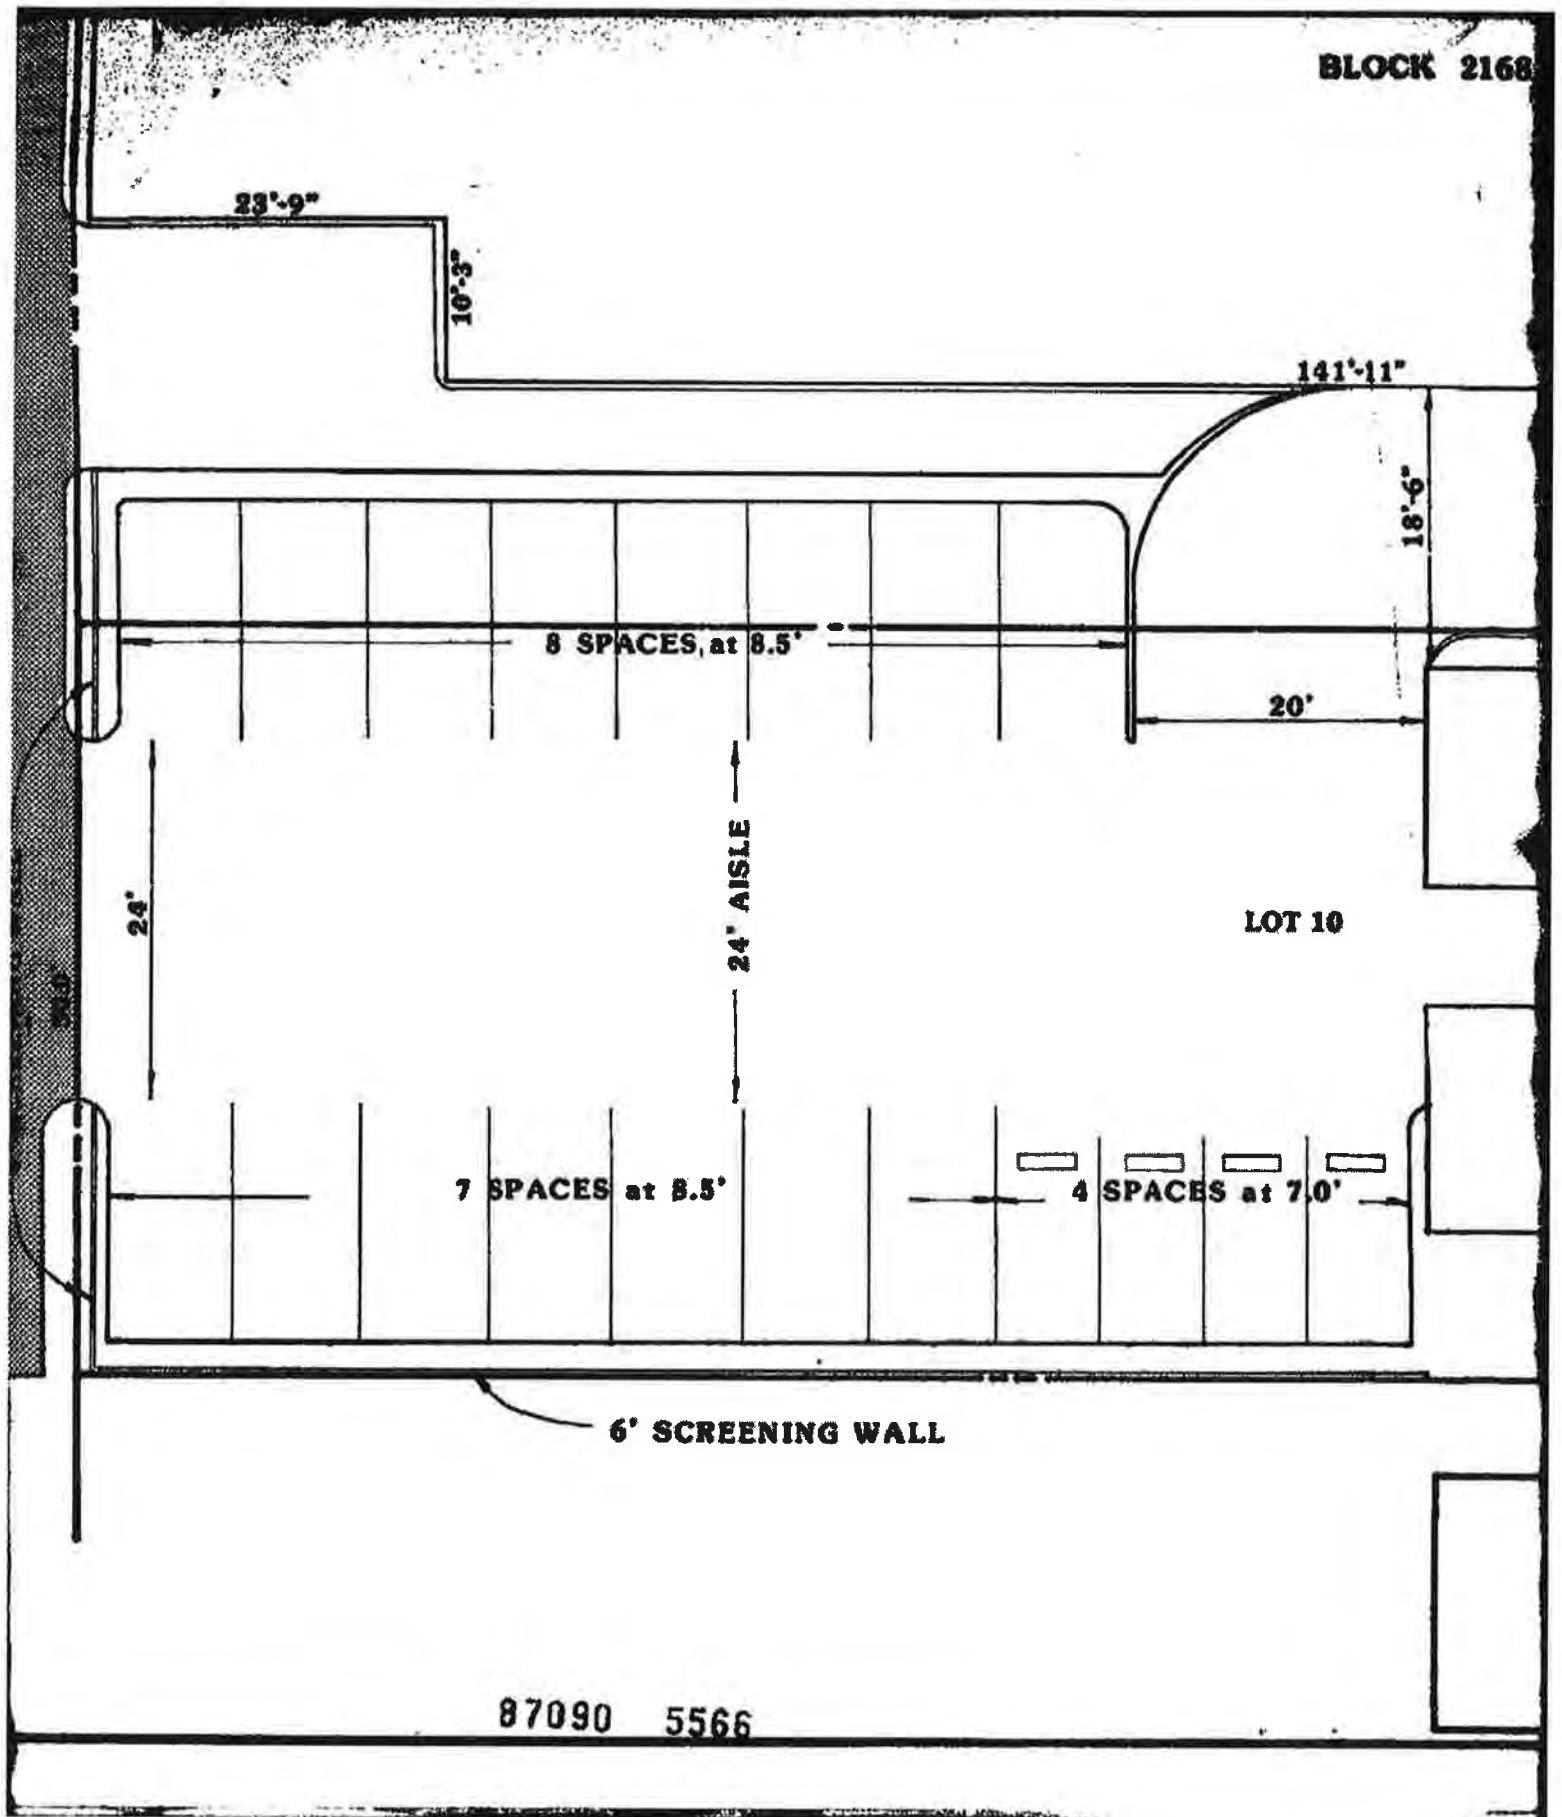 BLOCK 2168
23'-9"
10'-3"
141'-11"
18'-6"
8 SPACES, at 8.5'
20'
24'
24' AISLE
LOT 10
7 SPACES at 8.5'
4 SPACES at 7.0'
6' SCREENING WALL
87090 5566